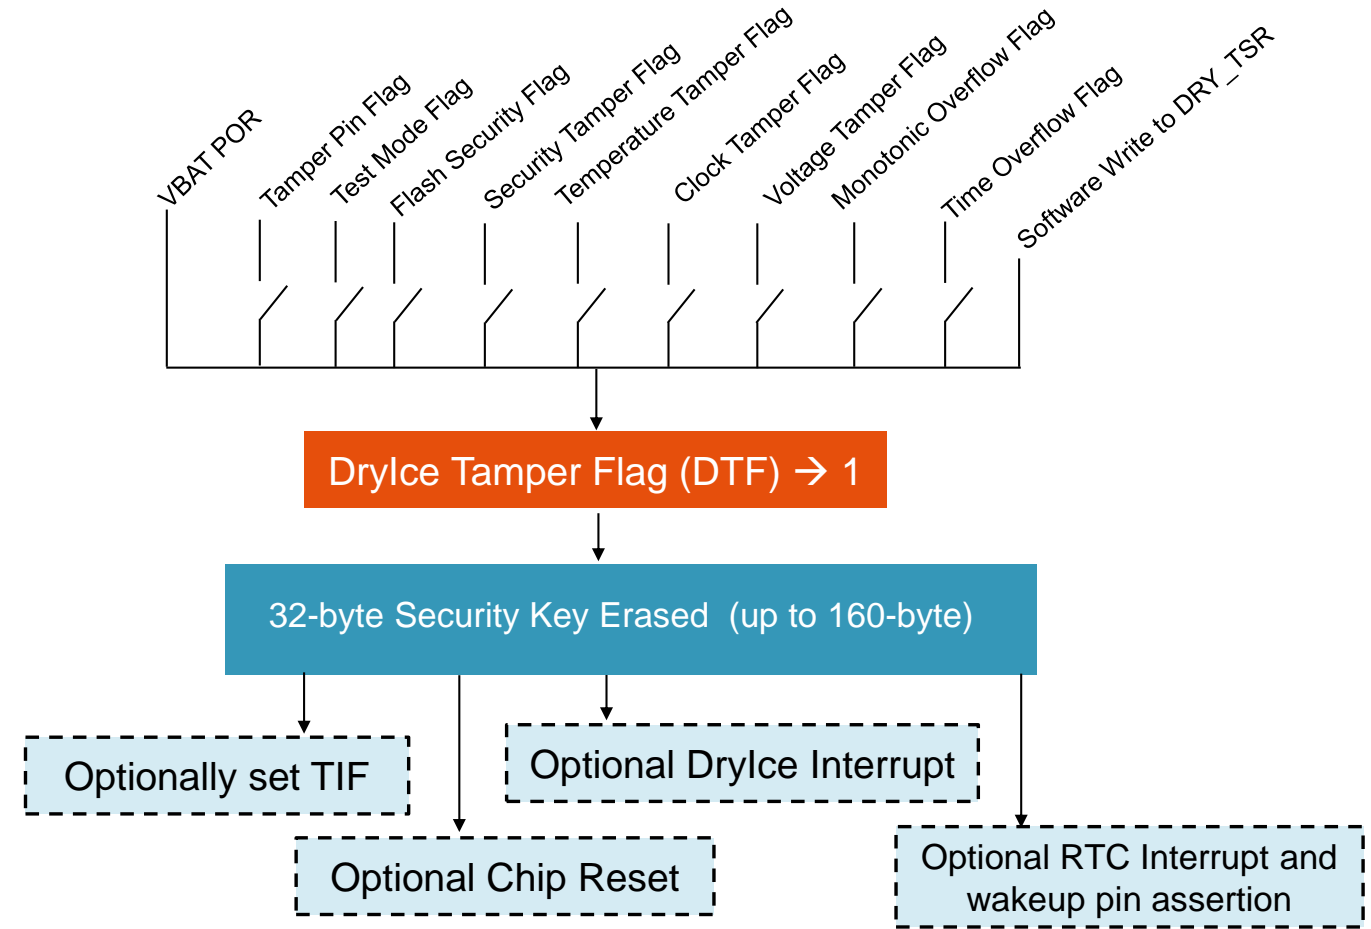 VBAT POR
Tamper Pin Flag
Test Mode Flag
Flash Security Flag
Security Tamper Flag
Temperature Tamper Flag
Clock Tamper Flag
Voltage Tamper Flag
Monotonic Overflow Flag
Time Overflow Flag
Software Write to DRY_TSR
DryIce Tamper Flag (DTF) → 1
32-byte Security Key Erased (up to 160-byte)
Optionally set TIF
Optional DryIce Interrupt
Optional Chip Reset
Optional RTC Interrupt and
wakeup pin assertion